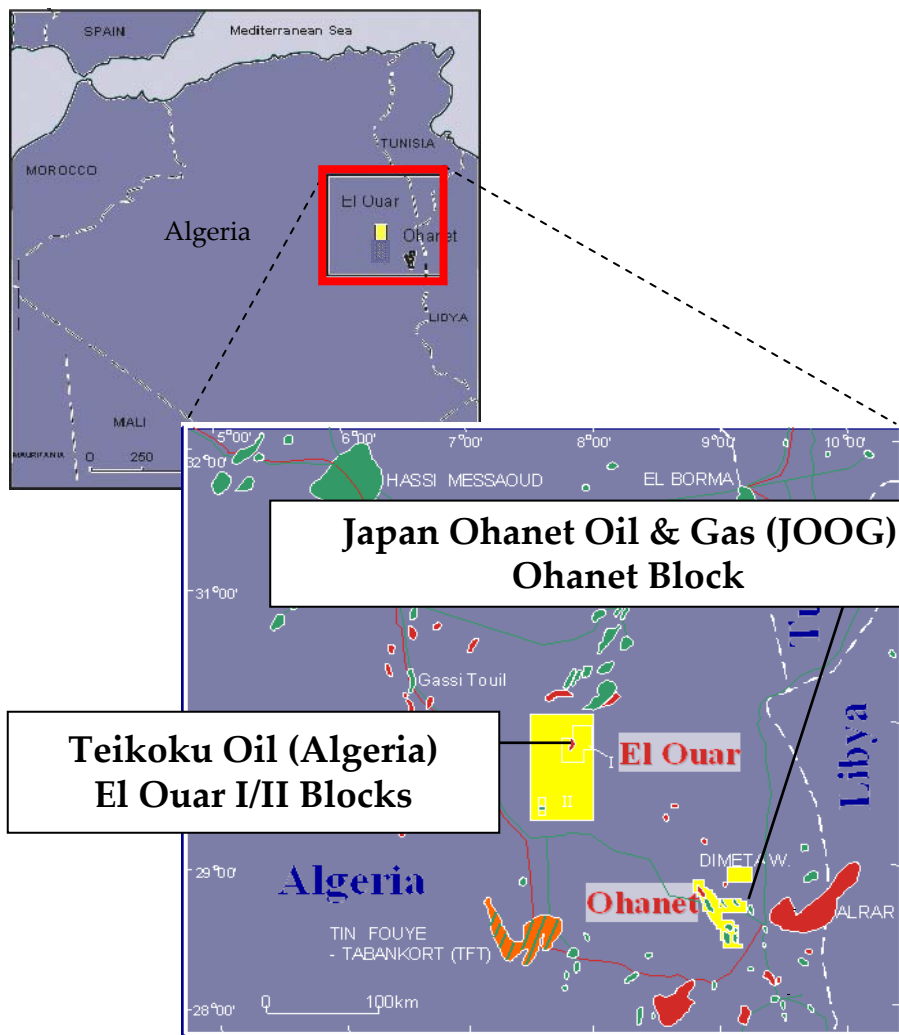 SPAIN
Mediterranean Sea
TUNISIA
MOROCCO
El Ouar
Algeria
Ohanet
LIBYA
MALI
MAURITANIA
0 250
5°00' 6°00' 7°00' 8°00' 9°00' 10°00'
32°00'
HASSI MESSAOUD
EL BORMA
Japan Ohanet Oil & Gas (JOOG)
Ohanet Block
31°00'
Tu
Gassi Touil
Teikoku Oil (Algeria)
El Ouar I/II Blocks
El Ouar
I
II
Libya
DIMETA W.
29°00'
Algeria
Ohanet
ALRAR
TIN FOUYE
- TABANKORT (TFT)
0 100km
28°00'